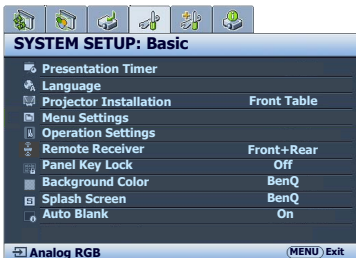 SYSTEM SETUP: Basic
Presentation Timer
Language
Projector Installation Front Table
Menu Settings
Operation Settings
Remote Receiver Front+Rear
Panel Key Lock Off
Background Color BenQ
Splash Screen BenQ
Auto Blank On
Analog RGB MENU Exit